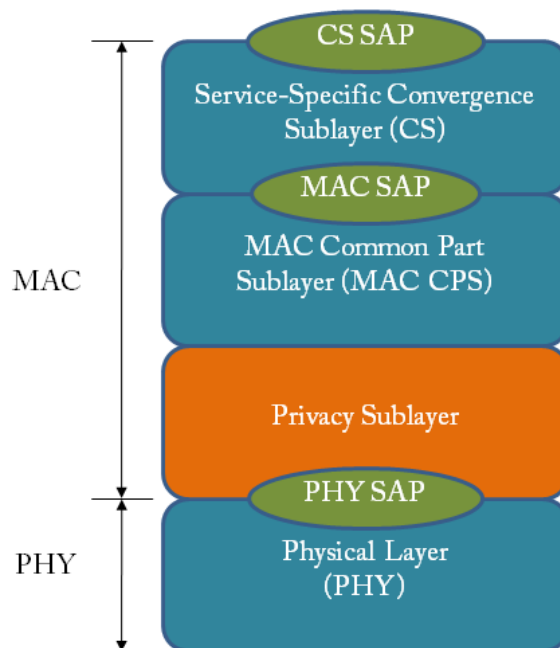 CS SAP
Service-Specific Convergence
Sublayer (CS)
MAC SAP
MAC Common Part
Sublayer (MAC CPS)
MAC
Privacy Sublayer
PHY SAP
Physical Layer
(PHY)
PHY